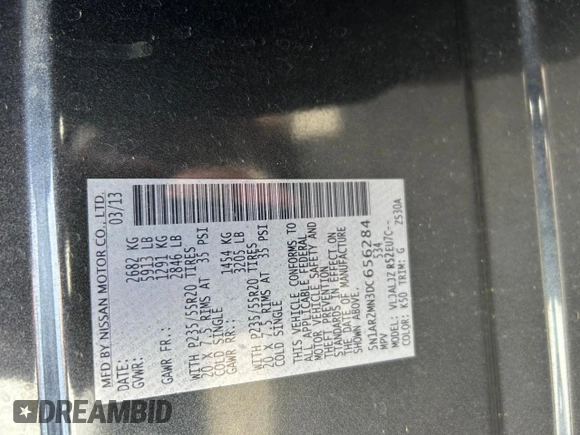 MFD BY NISSAN MOTOR CO., LTD.
DATE: 03/13
GVWR: 2682 KG
5913 LB
GAWR FR: 1291 KG
2846 LB
WITH P235/55R20 TIRES
20 X 7.5 RIMS AT 35 PSI
COLD SINGLE
GAWR RR: 1454 KG
3205 LB
WITH P235/55R20 TIRES
20 X 7.5 RIMS AT 35 PSI
COLD SINGLE
THIS VEHICLE CONFORMS TO
ALL APPLICABLE FEDERAL
MOTOR VEHICLE SAFETY AND
THEFT PREVENTION
STANDARDS IN EFFECT ON
THE DATE OF MANUFACTURE
SHOWN ABOVE.
5N1AR2MN3DC656284
MPV 534
MODEL: VLJALJZ
COLOR: K50 TRIM: G ZS30A
DREAMBID